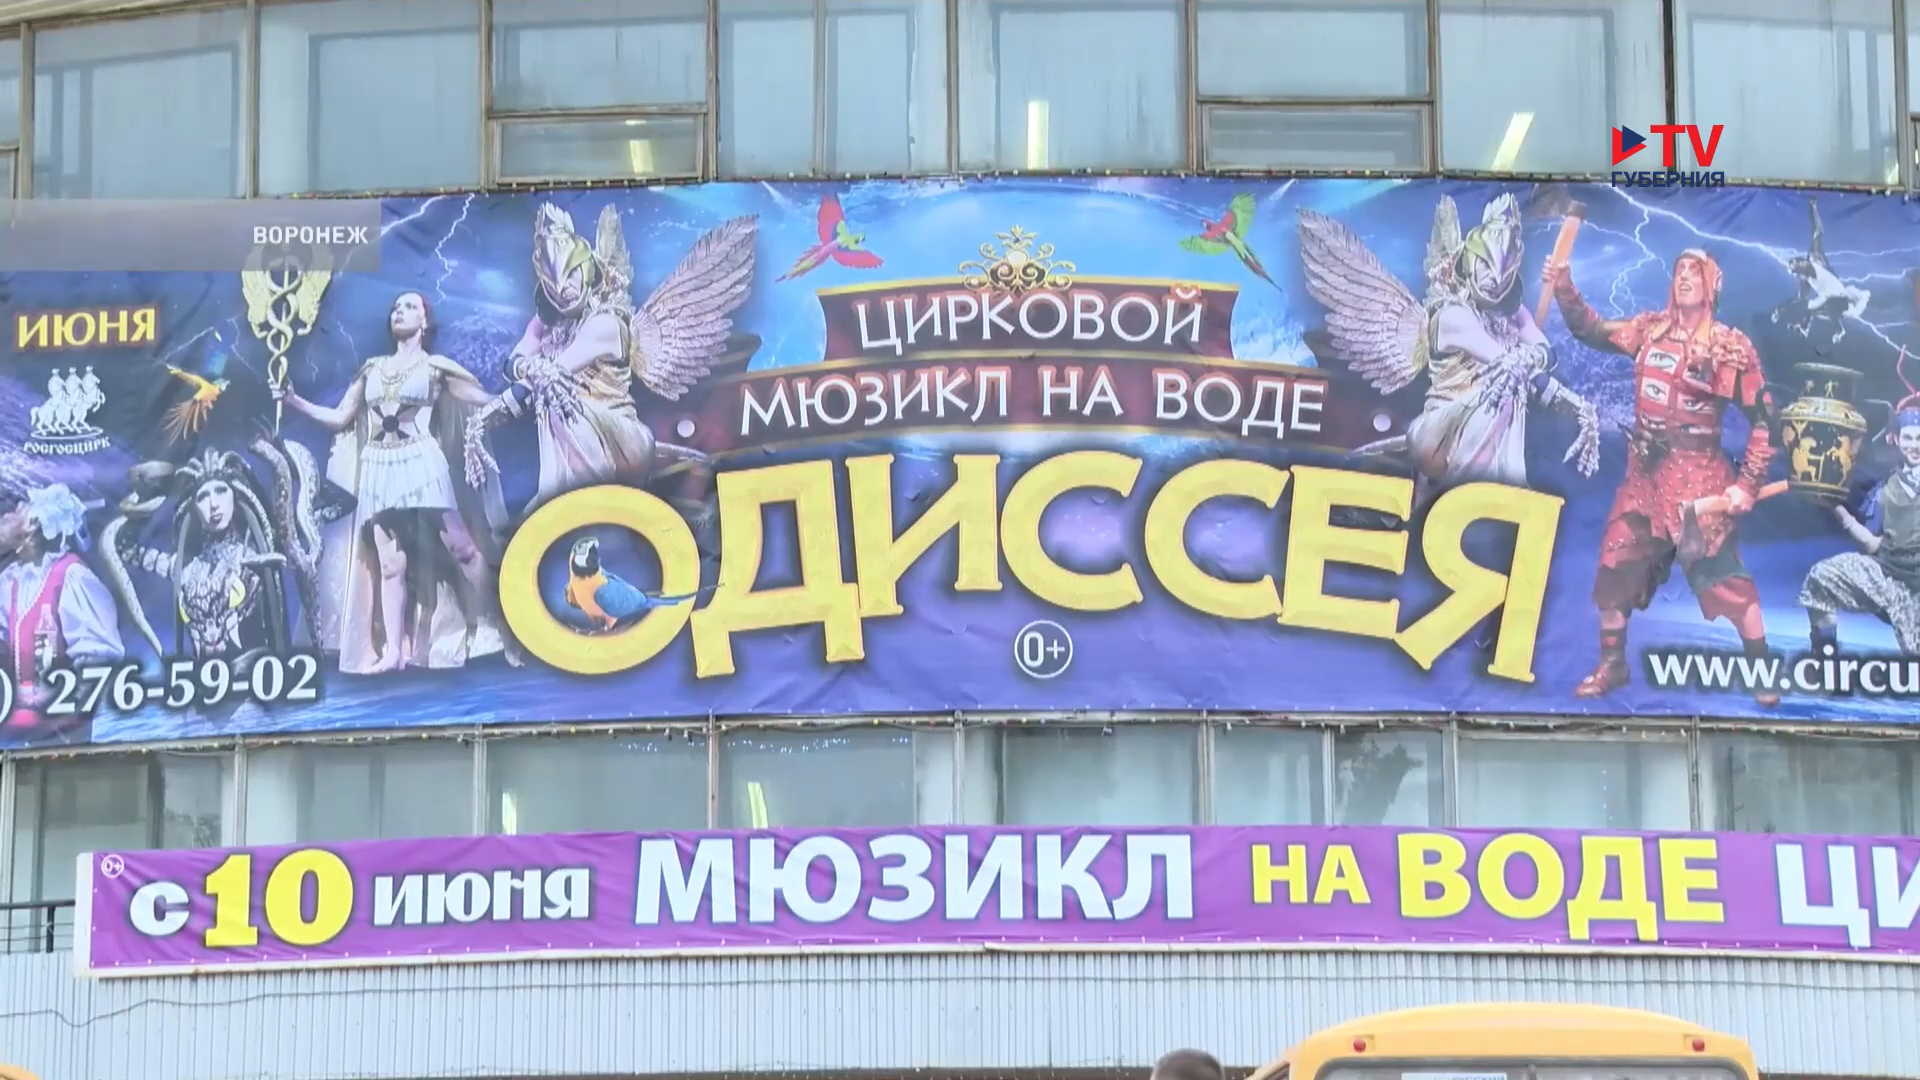 TV
ГУБЕРНИЯ
ВОРОНЕЖ
ИЮНЯ
РОСГОСЦИРК
ЦИРКОВОЙ
МЮЗИКЛ НА ВОДЕ
ОДИССЕЯ
0+
) 276-59-02
www.circu
0+
с 10 июня МЮЗИКЛ НА ВОДЕ ЦИ